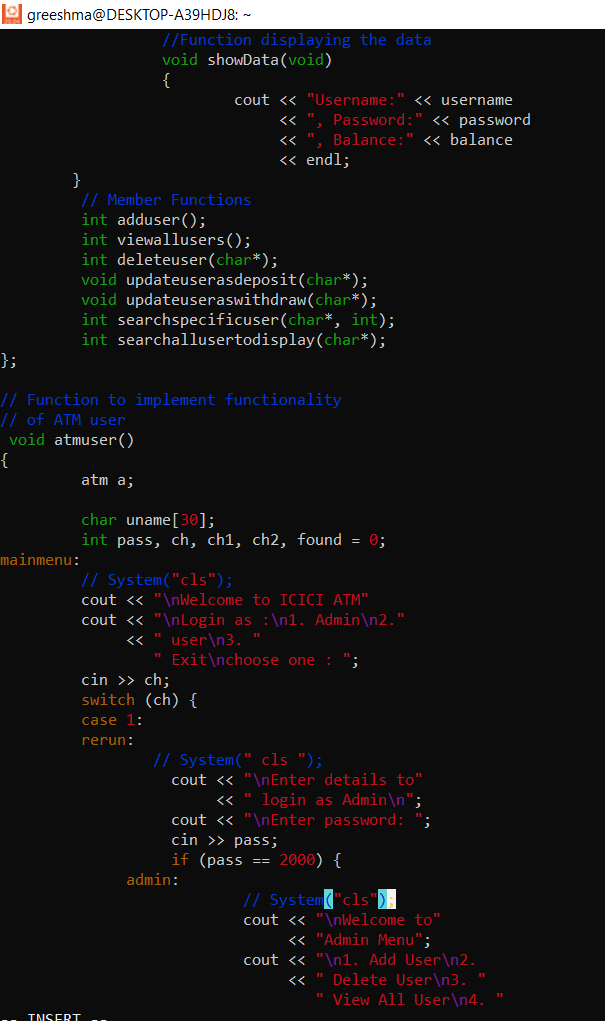 greeshma@DESKTOP-A39HDJ8: ~
//Function displaying the data
void showData(void)
{
cout << "Username:" << username
<< ", Password:" << password
<< ", Balance:" << balance
<< endl;
}
// Member Functions
int adduser();
int viewallusers();
int deleteuser(char*);
void updateuserasdeposit(char*);
void updateuseraswithdraw(char*);
int searchspecificuser(char*, int);
int searchallusertodisplay(char*);
};
// Function to implement functionality
// of ATM user
void atmuser()
{
atm a;
char uname[30];
int pass, ch, ch1, ch2, found = 0;
mainmenu:
// System("cls");
cout << "\nWelcome to ICICI ATM"
cout << "\nLogin as :\n1. Admin\n2."
<< " user\n3. "
" Exit\nchoose one : ";
cin >> ch;
switch (ch) {
case 1:
rerun:
// System(" cls ");
cout << "\nEnter details to"
<< " login as Admin\n";
cout << "\nEnter password: ";
cin >> pass;
if (pass == 2000) {
admin:
// System("cls");
cout << "\nWelcome to"
<< "Admin Menu";
cout << "\n1. Add User\n2.
<< " Delete User\n3. "
" View All User\n4. "
-- INSERT --